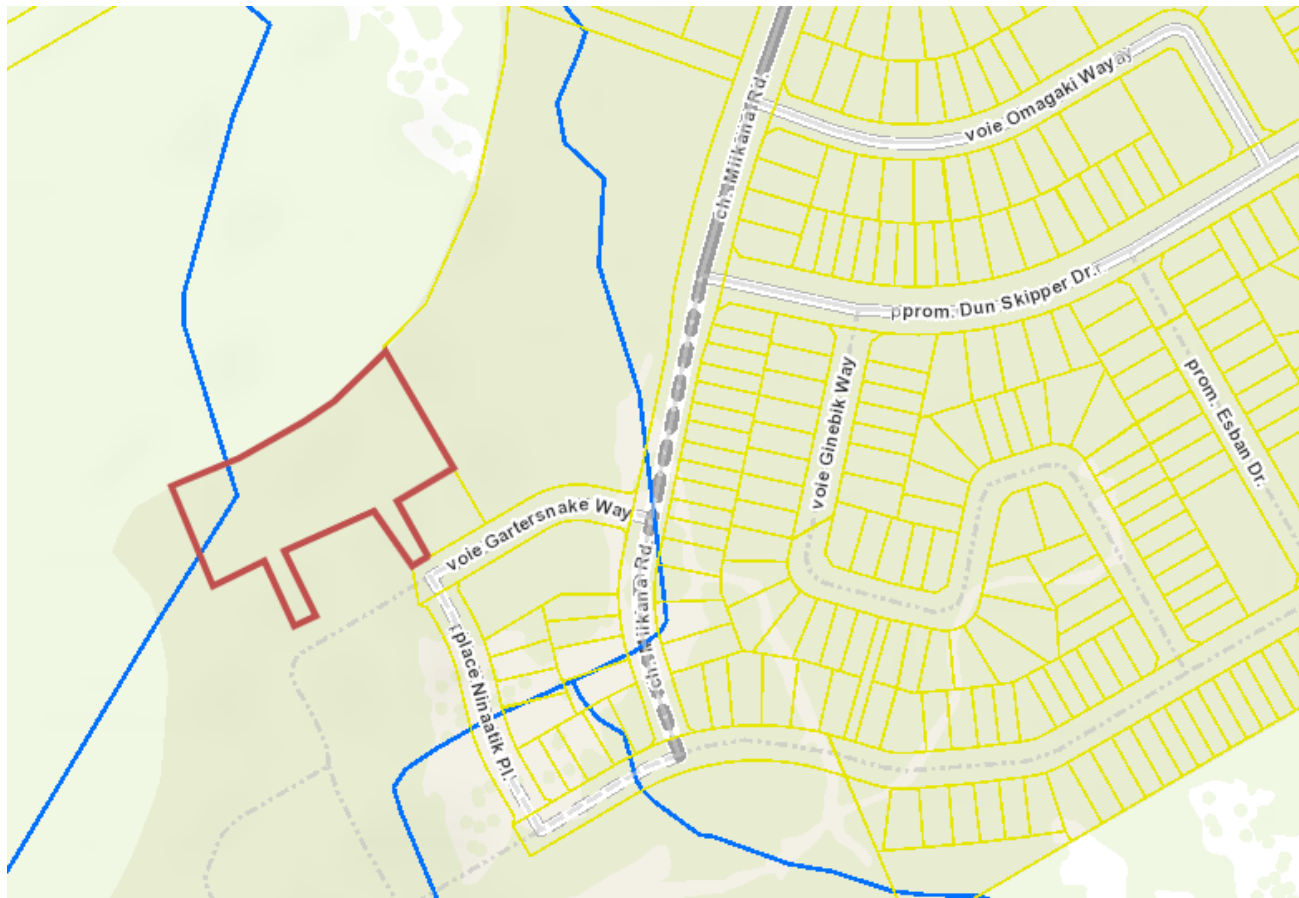 ch. Miikana Rd.
voie Omagaki Way
prom. Dun Skipper Dr.
voie Ginebik Way
prom. Esban Dr.
voie Gartersnake Way
ch. Miikana Rd.
place Ninaatik Pl.